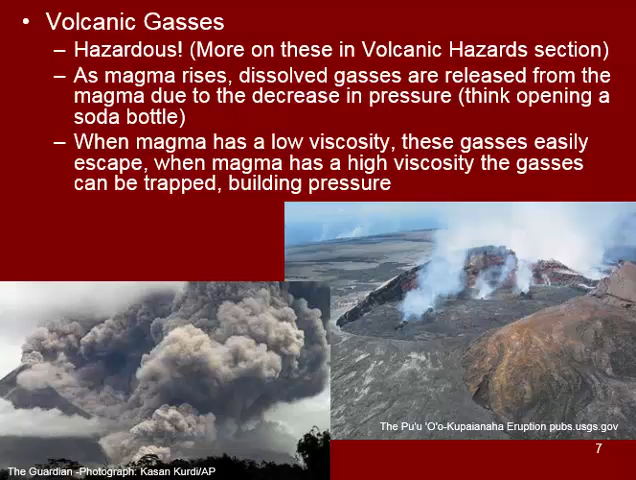 • Volcanic Gasses
– Hazardous! (More on these in Volcanic Hazards section)
– As magma rises, dissolved gasses are released from the
magma due to the decrease in pressure (think opening a
soda bottle)
– When magma has a low viscosity, these gasses easily
escape, when magma has a high viscosity the gasses
can be trapped, building pressure
The Pu'u 'O'o-Kupaianaha Eruption pubs.usgs.gov
7
The Guardian -Photograph: Kasan Kurdi/AP